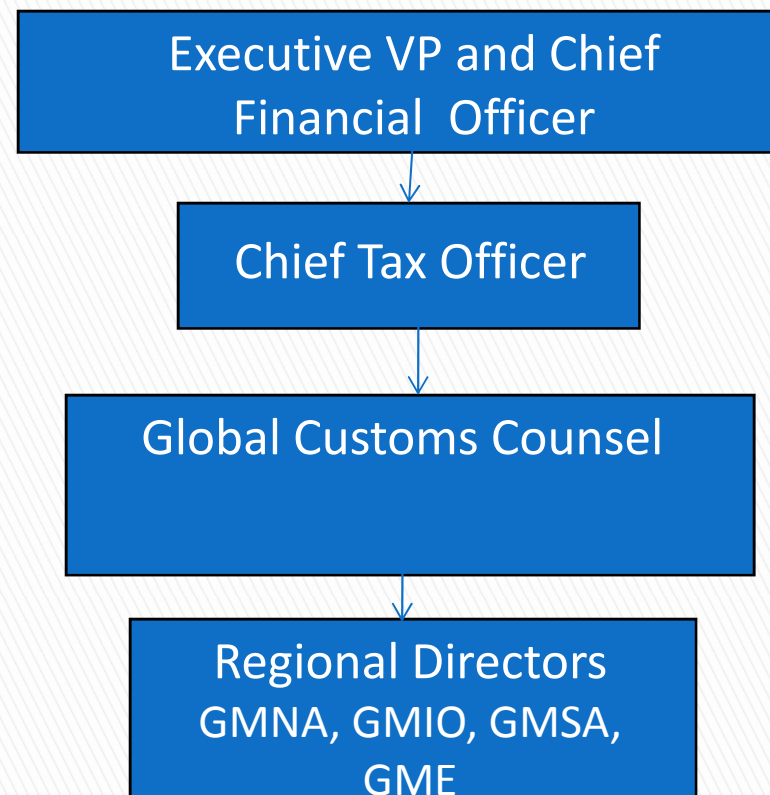 Executive VP and Chief
Financial  Officer
Chief Tax Officer
Global Customs Counsel
Regional Directors
GMNA, GMIO, GMSA,
GME